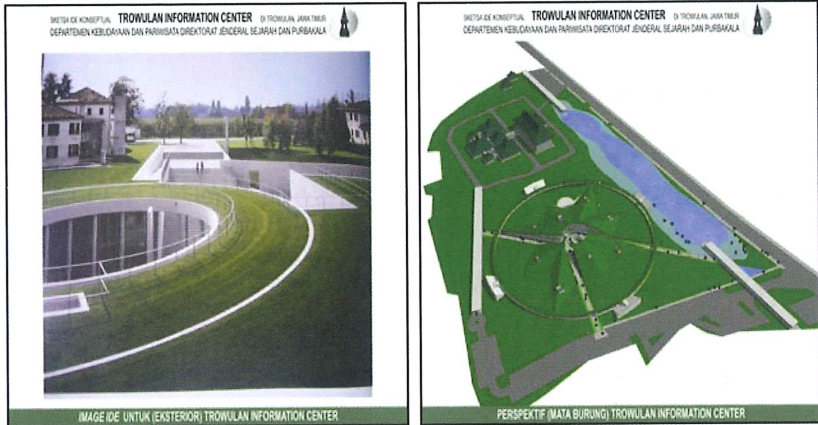 SKETSA IDE KONSEPTUAL TROWULAN INFORMATION CENTER DI TROWULAN, JAWA TIMUR
DEPARTEMEN KEBUDAYAAN DAN PARIWISATA DIREKTORAT JENDERAL SEJARAH DAN PURBAKALA
IMAGE IDE UNTUK (EKSTERIOR) TROWULAN INFORMATION CENTER
SKETSA IDE KONSEPTUAL TROWULAN INFORMATION CENTER DI TROWULAN, JAWA TIMUR
DEPARTEMEN KEBUDAYAAN DAN PARIWISATA DIREKTORAT JENDERAL SEJARAH DAN PURBAKALA
PERSPEKTIF (MATA BURUNG) TROWULAN INFORMATION CENTER